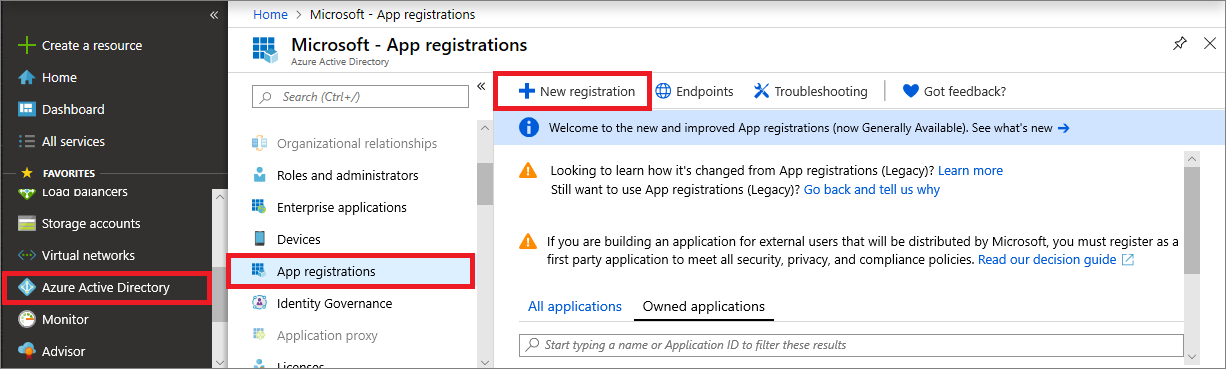 Home > Microsoft - App registrations
Microsoft - App registrations
Azure Active Directory
«
Create a resource
Home
Dashboard
All services
FAVORITES
Load balancers
Storage accounts
Virtual networks
Azure Active Directory
Monitor
Advisor
«
Search (Ctrl+/)
Organizational relationships
Roles and administrators
Enterprise applications
Devices
App registrations
Identity Governance
Application proxy
Licenses
New registration Endpoints Troubleshooting Got feedback?
Welcome to the new and improved App registrations (now Generally Available). See what's new →
Looking to learn how it's changed from App registrations (Legacy)? Learn more
Still want to use App registrations (Legacy)? Go back and tell us why
If you are building an application for external users that will be distributed by Microsoft, you must register as a
first party application to meet all security, privacy, and compliance policies. Read our decision guide
All applications Owned applications
Start typing a name or Application ID to filter these results